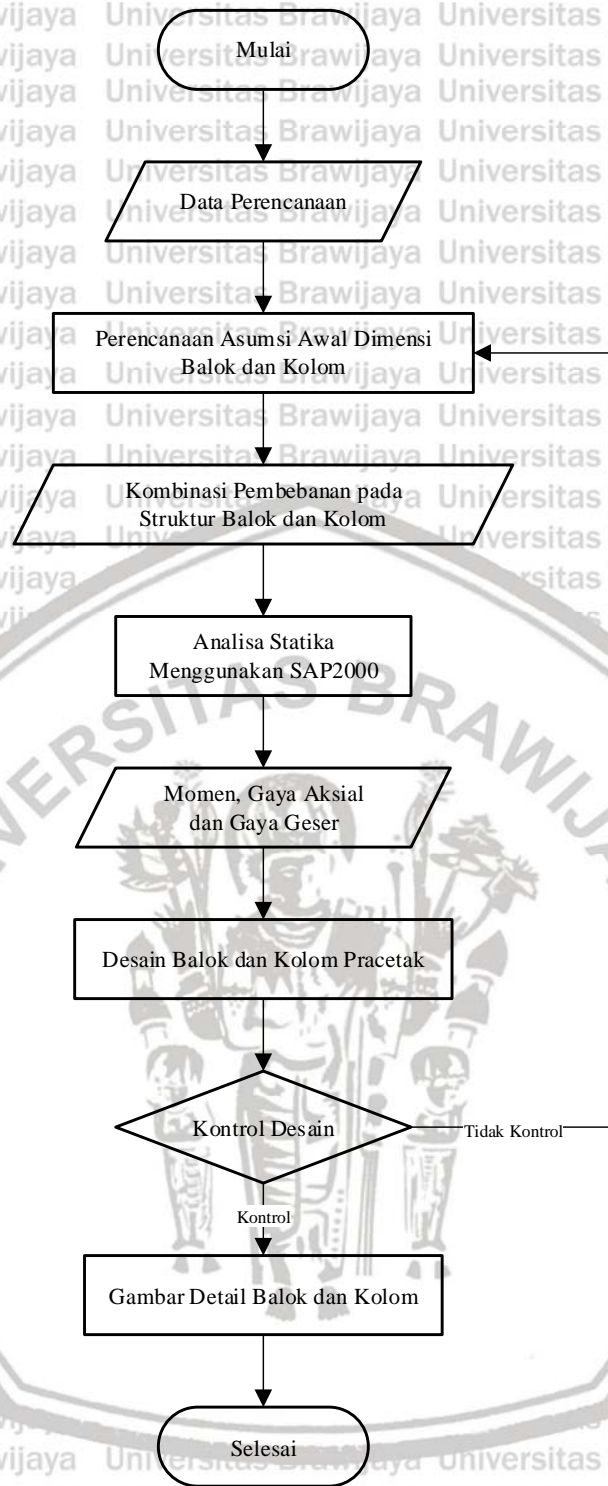 Mulai
Data Perencanaan
Perencanaan Asumsi Awal Dimensi
Balok dan Kolom
Kombinasi Pembebanan pada
Struktur Balok dan Kolom
Analisa Statika
Menggunakan SAP2000
Momen, Gaya Aksial
dan Gaya Geser
Desain Balok dan Kolom Pracetak
Kontrol Desain
Tidak Kontrol
Kontrol
Gambar Detail Balok dan Kolom
Selesai